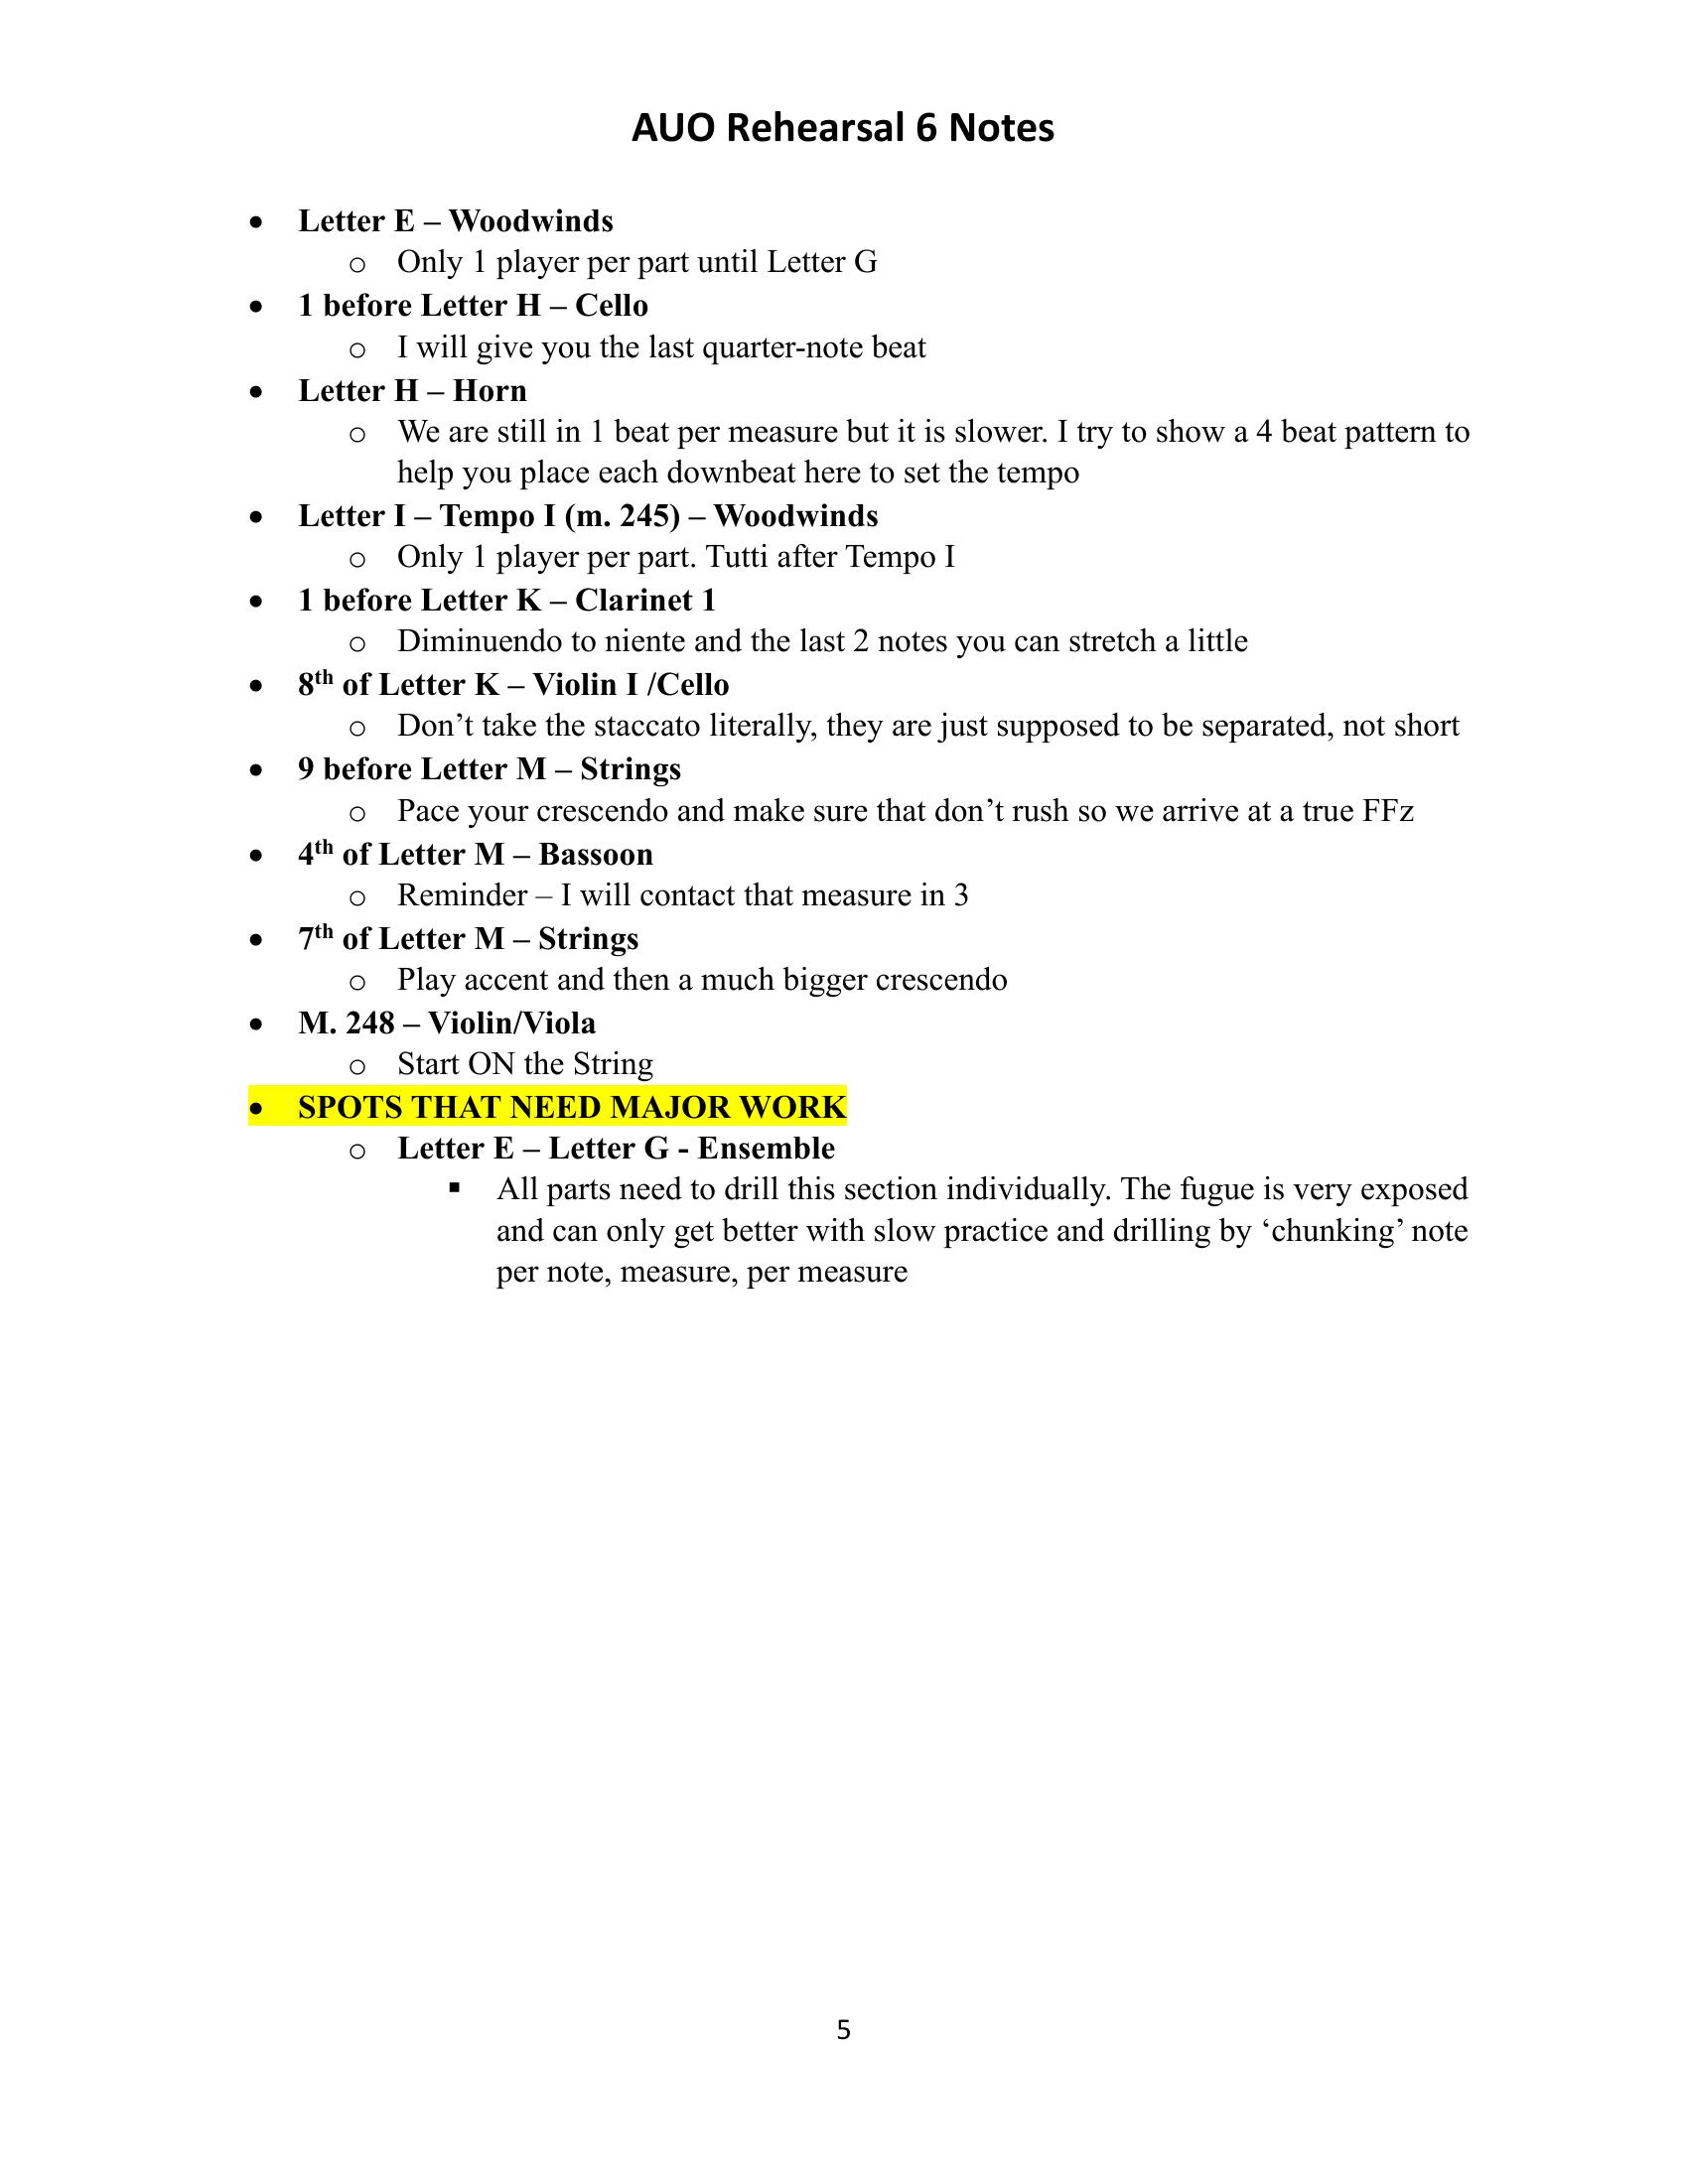 AUO Rehearsal 6 Notes
• Letter E – Woodwinds
o Only 1 player per part until Letter G
• 1 before Letter H – Cello
o I will give you the last quarter-note beat
• Letter H – Horn
o We are still in 1 beat per measure but it is slower. I try to show a 4 beat pattern to
help you place each downbeat here to set the tempo
• Letter I – Tempo I (m. 245) – Woodwinds
o Only 1 player per part. Tutti after Tempo I
• 1 before Letter K – Clarinet 1
o Diminuendo to niente and the last 2 notes you can stretch a little
• 8th of Letter K – Violin I /Cello
o Don’t take the staccato literally, they are just supposed to be separated, not short
• 9 before Letter M – Strings
o Pace your crescendo and make sure that don’t rush so we arrive at a true FFz
• 4th of Letter M – Bassoon
o Reminder – I will contact that measure in 3
• 7th of Letter M – Strings
o Play accent and then a much bigger crescendo
• M. 248 – Violin/Viola
o Start ON the String
• SPOTS THAT NEED MAJOR WORK
o Letter E – Letter G - Ensemble
▪ All parts need to drill this section individually. The fugue is very exposed
and can only get better with slow practice and drilling by ‘chunking’ note
per note, measure, per measure
5